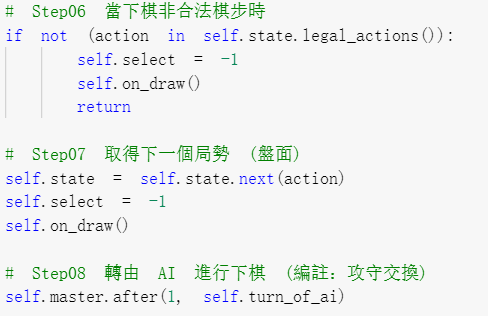 # Step06 當下棋非合法棋步時
if not (action in self.state.legal_actions()):
        self.select = -1
        self.on_draw()
        return

# Step07 取得下一個局勢 (盤面)
self.state = self.state.next(action)
self.select = -1
self.on_draw()

# Step08 轉由 AI 進行下棋 (編註: 攻守交換)
self.master.after(1, self.turn_of_ai)